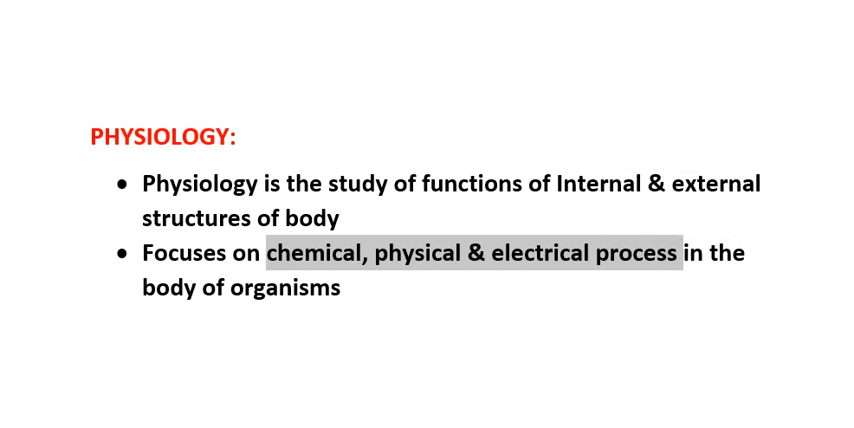 PHYSIOLOGY:
• Physiology is the study of functions of Internal & external
structures of body
• Focuses on chemical, physical & electrical process in the
body of organisms